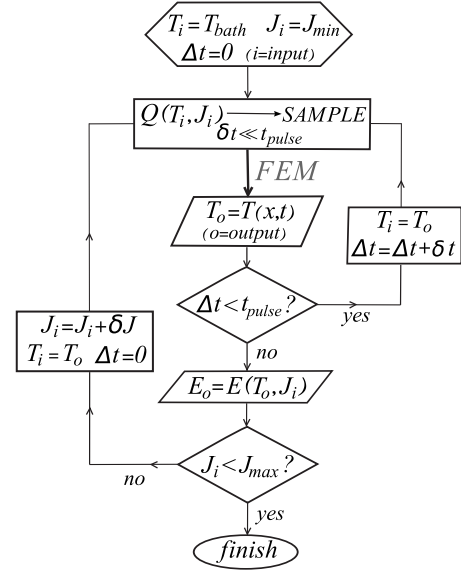 T_i=T_bath J_i=J_min
Δt=0 (i=input)
Q(T_i,J_i)⟶SAMPLE
δt≪t_pulse
FEM
T_o=T(x,t)
(o=output)
T_i=T_o
Δt=Δt+δt
Δt<t_pulse?
yes
no
J_i=J_i+δJ
T_i=T_o Δt=0
E_o=E(T_o,J_i)
J_i<J_max?
no
yes
finish